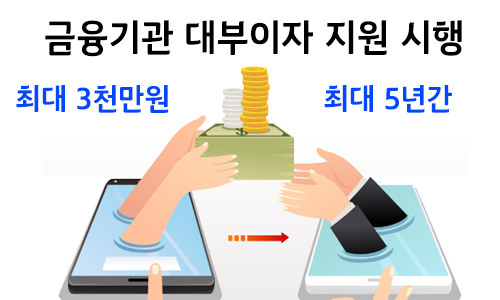 금융기관 대부이자 지원 시행
최대 3천만원
최대 5년간